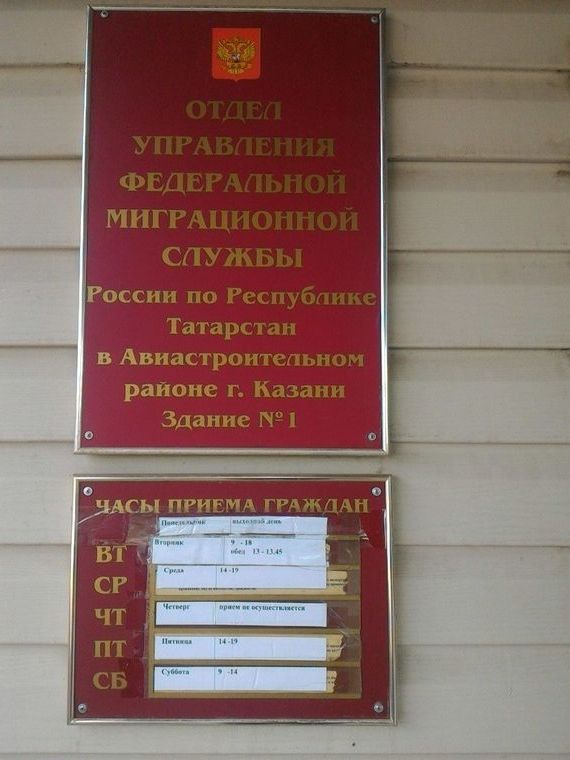 ОТДЕЛ
УПРАВЛЕНИЯ
ФЕДЕРАЛЬНОЙ
МИГРАЦИОННОЙ
СЛУЖБЫ
России по Республике
Татарстан
в Авиастроительном
районе г. Казани
Здание №1
ЧАСЫ ПРИЕМА ГРАЖДАН
Понедельник выходной день
ВТ Вторник 9 - 18
обед 13 - 13.45
СР Среда 14 -19
ЧТ Четверг прием не осуществляется
ПТ Пятница 14 -19
СБ Суббота 9 -14